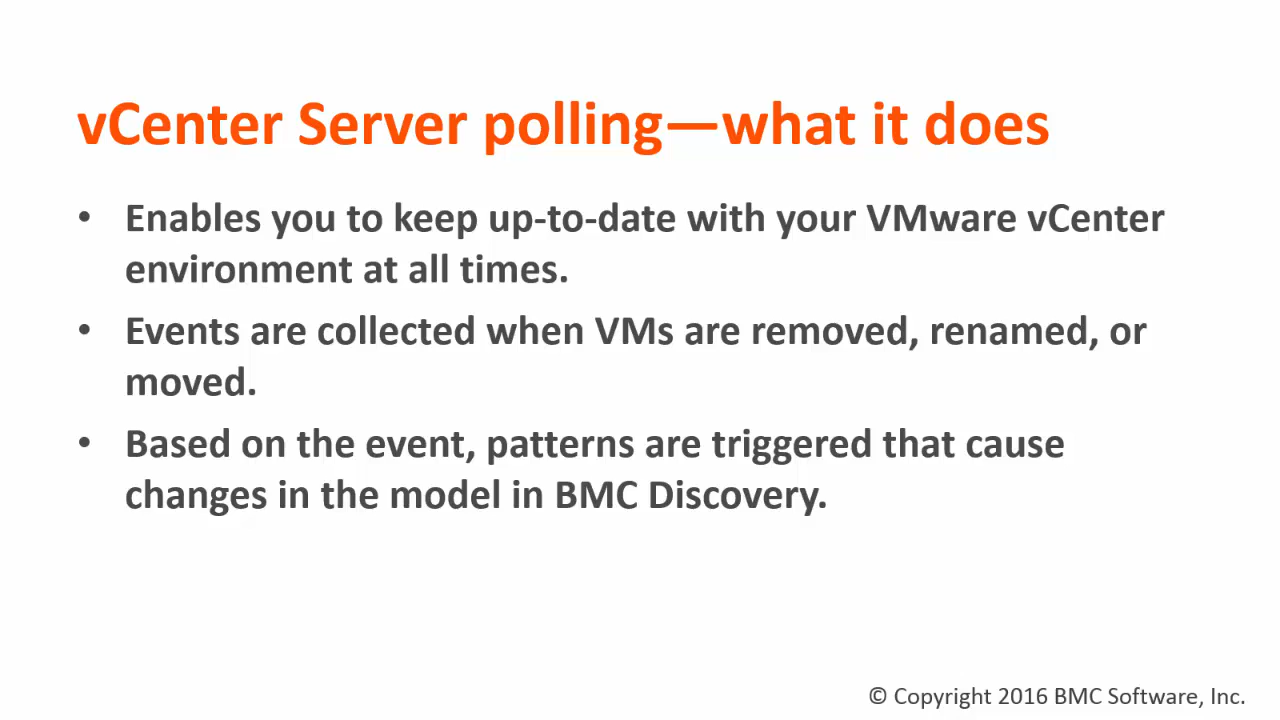 vCenter Server polling—what it does
• Enables you to keep up-to-date with your VMware vCenter
environment at all times.
• Events are collected when VMs are removed, renamed, or
moved.
• Based on the event, patterns are triggered that cause
changes in the model in BMC Discovery.
© Copyright 2016 BMC Software, Inc.